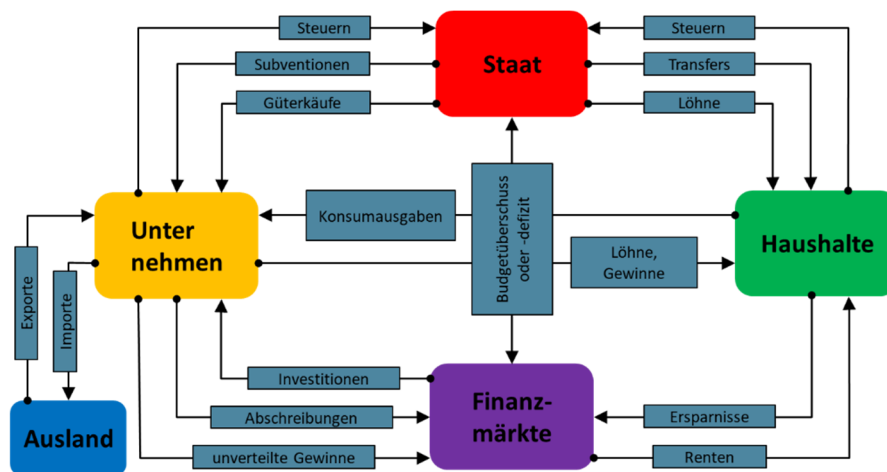 Steuern
Steuern
Subventionen
Staat
Transfers
Güterkäufe
Löhne
Budgetüberschuss
oder -defizit
Konsumausgaben
Unter
nehmen
Haushalte
Löhne,
Gewinne
Exporte
Importe
Investitionen
Finanz-
märkte
Abschreibungen
Ersparnisse
Ausland
unverteilte Gewinne
Renten